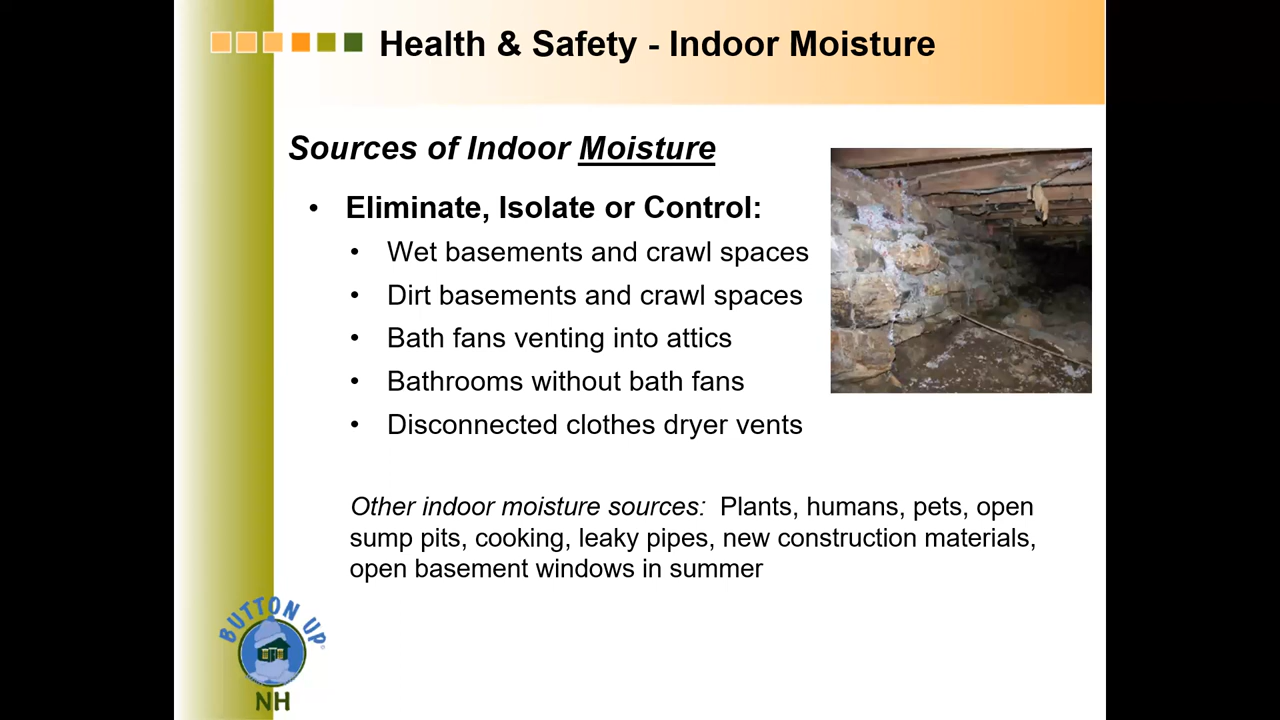 Health & Safety - Indoor Moisture
Sources of Indoor Moisture
• Eliminate, Isolate or Control:
• Wet basements and crawl spaces
• Dirt basements and crawl spaces
• Bath fans venting into attics
• Bathrooms without bath fans
• Disconnected clothes dryer vents
Other indoor moisture sources: Plants, humans, pets, open
sump pits, cooking, leaky pipes, new construction materials,
open basement windows in summer
BUTTON UP
NH